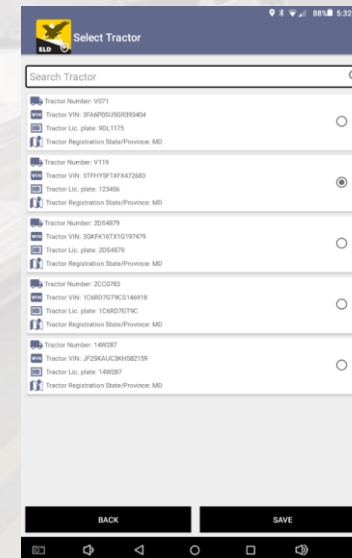 88% 5:32
ELD
Select Tractor
Search Tractor
Tractor Number: V071
Tractor VIN: 3FA6P0SU5GR393404
Tractor Lic. plate: 9DL1175
Tractor Registration State/Province: MD
Tractor Number: V119
Tractor VIN: 5TFHY5F1XFX472683
Tractor Lic. plate: 123456
Tractor Registration State/Province: MD
Tractor Number: 2D54879
Tractor VIN: 3GKFK16TX1G197479
Tractor Lic. plate: 2D54879
Tractor Registration State/Province: MD
Tractor Number: 2CC0783
Tractor VIN: 1C6RD7GT9CS146918
Tractor Lic. plate: 1C6RD7GT9C
Tractor Registration State/Province: MD
Tractor Number: 14W287
Tractor VIN: JF2SKAUC3KH582159
Tractor Lic. plate: 14W287
Tractor Registration State/Province: MD
BACK SAVE